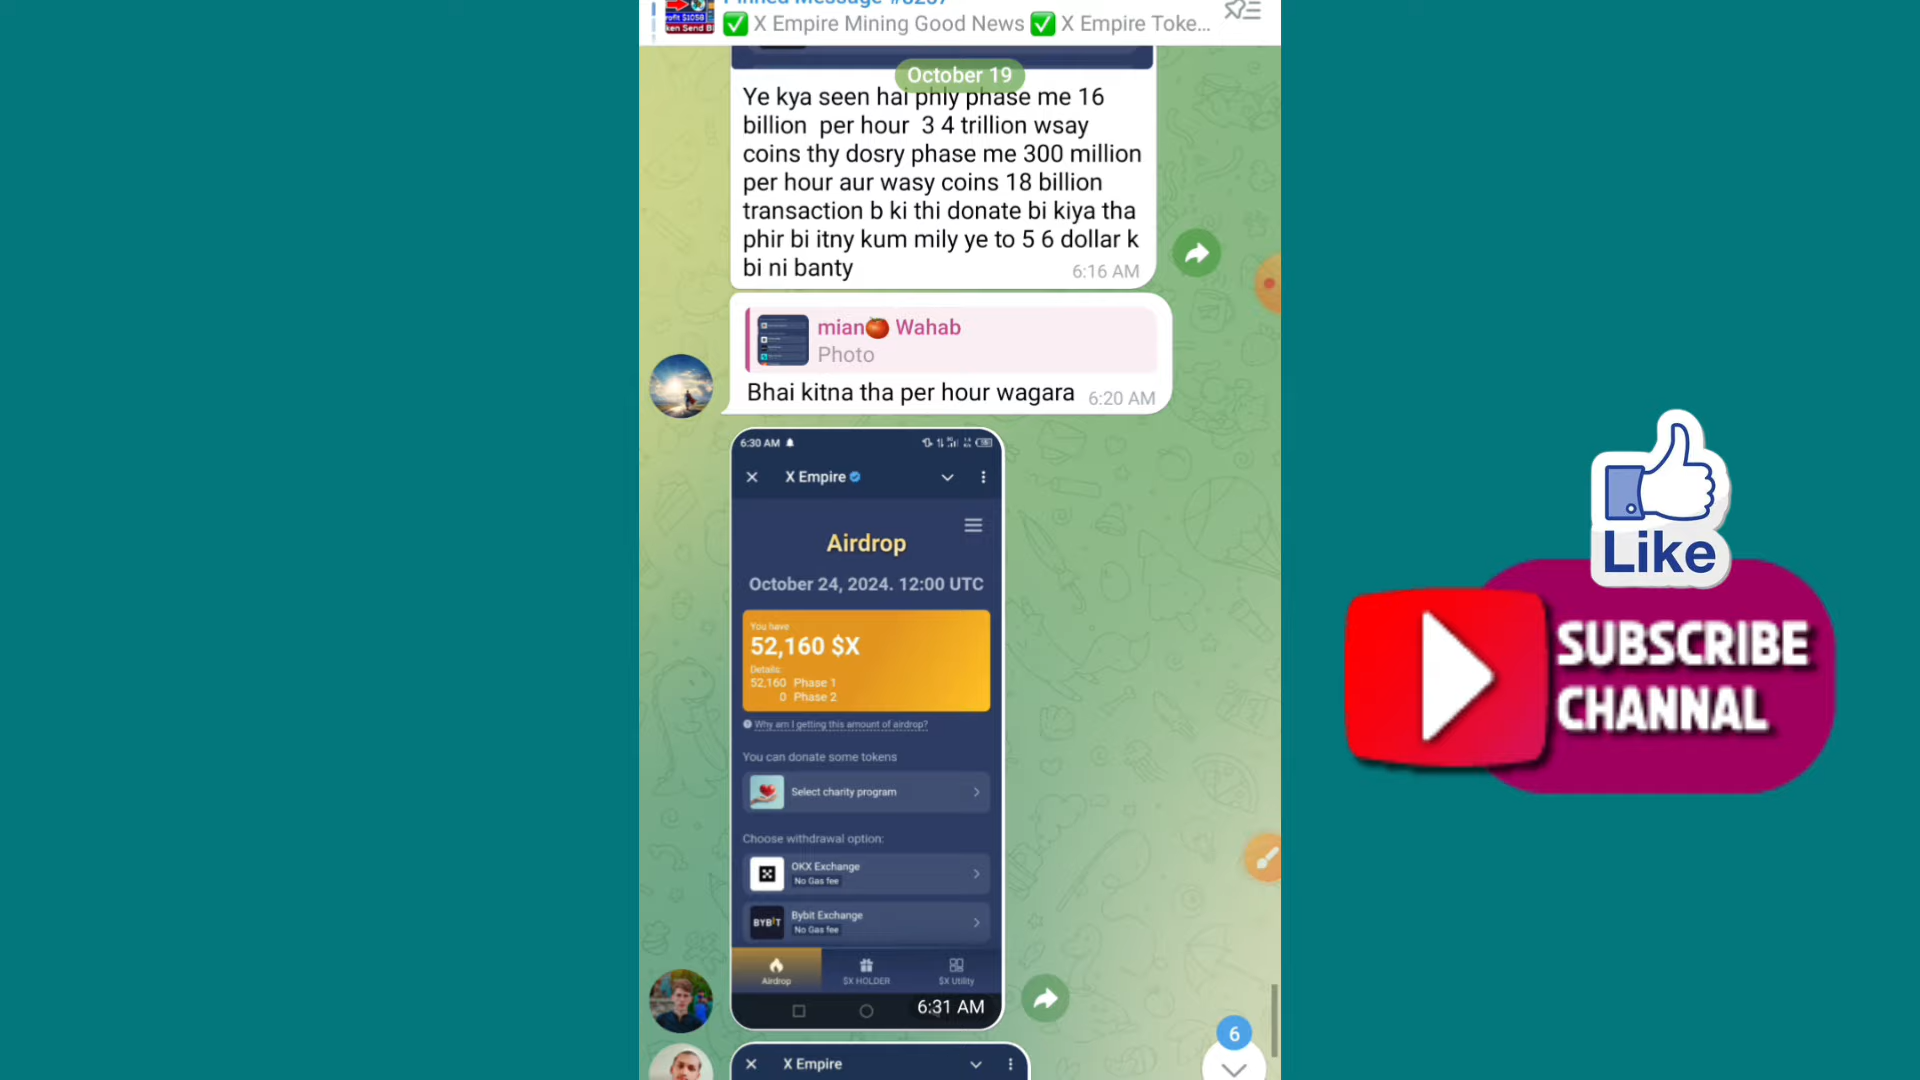 ✅ X Empire Mining Good News ✅ X Empire Toke...
October 19
Ye kya seen hai phly phase me 16
billion per hour 3 4 trillion wsay
coins thy dosry phase me 300 million
per hour aur wasy coins 18 billion
transaction b ki thi donate bi kiya tha
phir bi itny kum mily ye to 5 6 dollar k
bi ni banty
6:16 AM
mian🍅 Wahab
Photo
Bhai kitna tha per hour wagara 6:20 AM
6:30 AM
X Empire
Airdrop
October 24, 2024. 12:00 UTC
You have
52,160 $X
Details:
52,160 Phase 1
0 Phase 2
Why am I getting this amount of airdrop?
You can donate some tokens
Select charity program
Choose withdrawal option:
OKX Exchange
No Gas fee
BYBIT
Bybit Exchange
No Gas fee
Airdrop
$X HOLDER
$X Utility
6:31 AM
6
X Empire
Like
SUBSCRIBE
CHANNAL